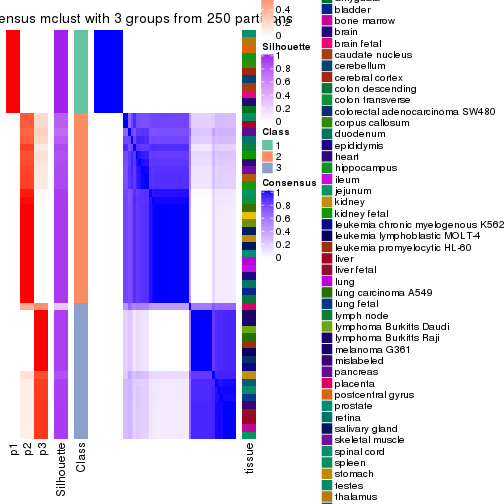 ensus mclust with 3 groups from 250 partitions
0.4
0.2
0
Silhouette
1
0.8
0.6
0.4
0.2
0
Class
1
2
3
Consensus
1
0.8
0.6
0.4
0.2
0
bladder
bone marrow
brain
brain fetal
caudate nucleus
cerebellum
cerebral cortex
colon descending
colon transverse
colorectal adenocarcinoma SW480
corpus callosum
duodenum
epididymis
heart
hippocampus
ileum
jejunum
kidney
kidney fetal
leukemia chronic myelogenous K562
leukemia lymphoblastic MOLT-4
leukemia promyelocytic HL-60
liver
liver fetal
lung
lung carcinoma A549
lung fetal
lymph node
lymphoma Burkitts Daudi
lymphoma Burkitts Raji
melanoma G361
mislabeled
pancreas
placenta
postcentral gyrus
prostate
retina
salivary gland
skeletal muscle
spinal cord
spleen
stomach
testes
thalamus
p1
p2
p3
Silhouette
Class
tissue